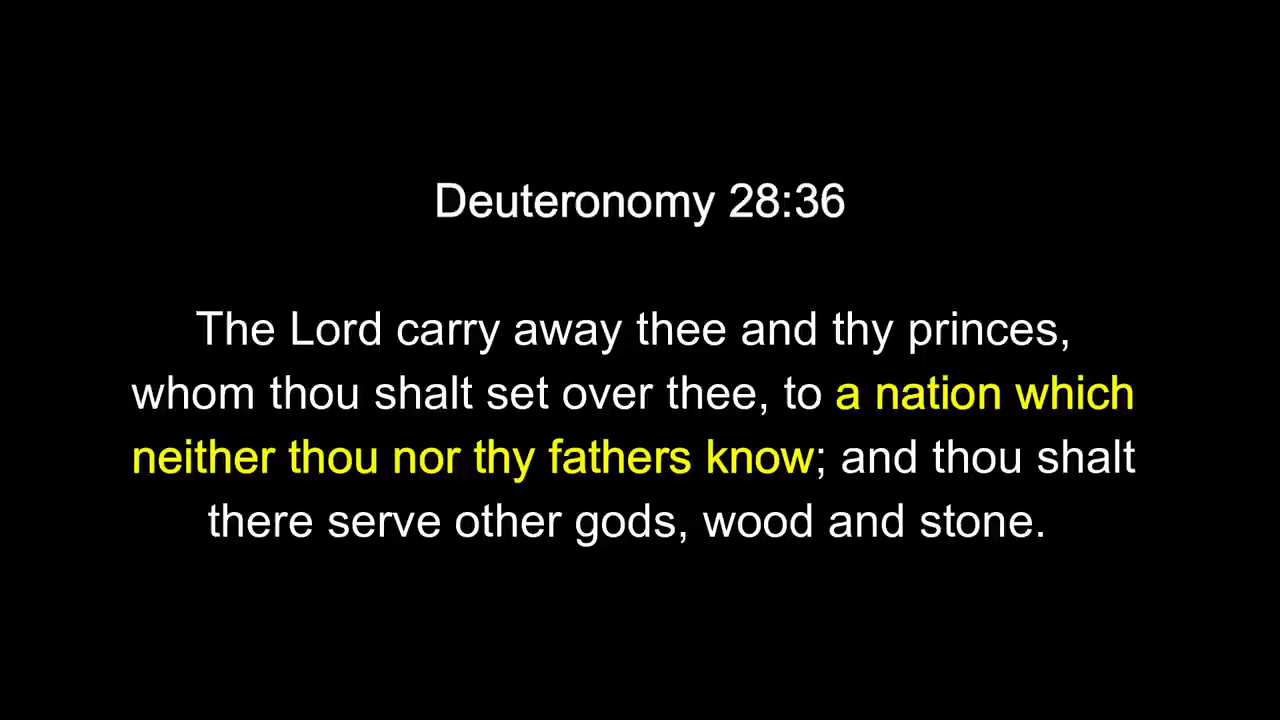 Deuteronomy 28:36
The Lord carry away thee and thy princes,
whom thou shalt set over thee, to a nation which
neither thou nor thy fathers know; and thou shalt
there serve other gods, wood and stone.